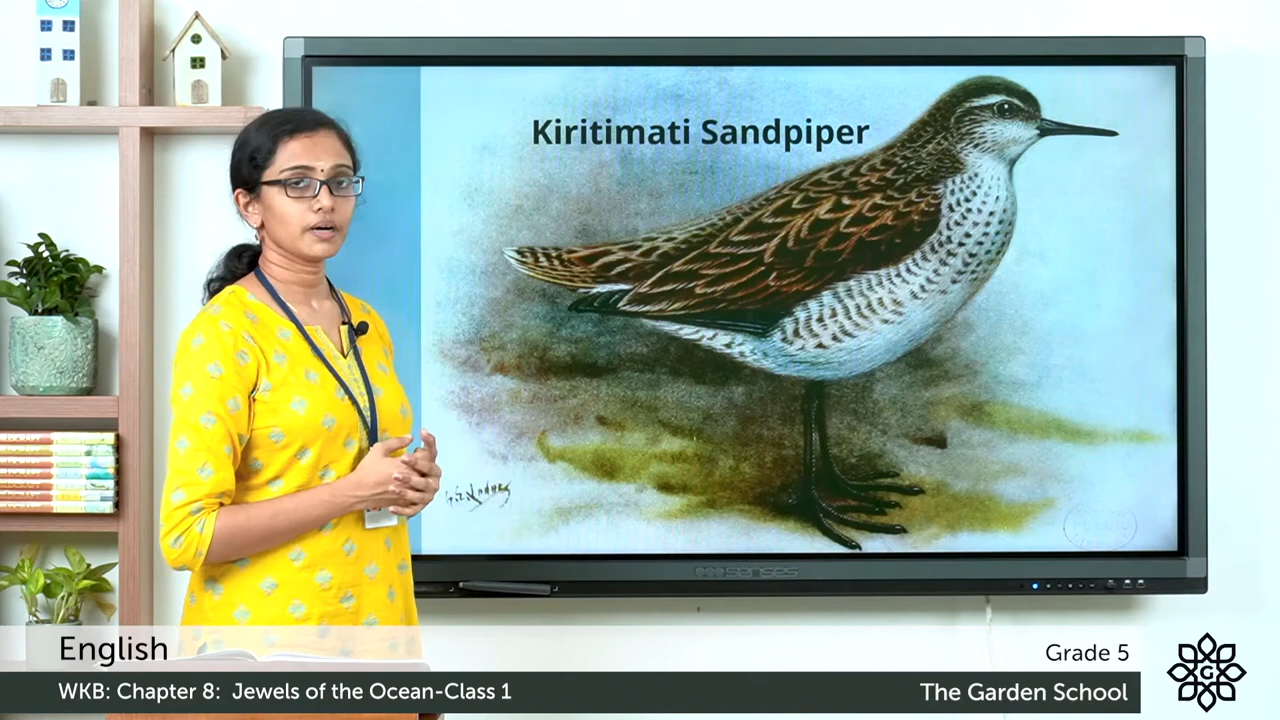 Kiritimati Sandpiper
English
Grade 5
WKB: Chapter 8: Jewels of the Ocean-Class 1
The Garden School
G